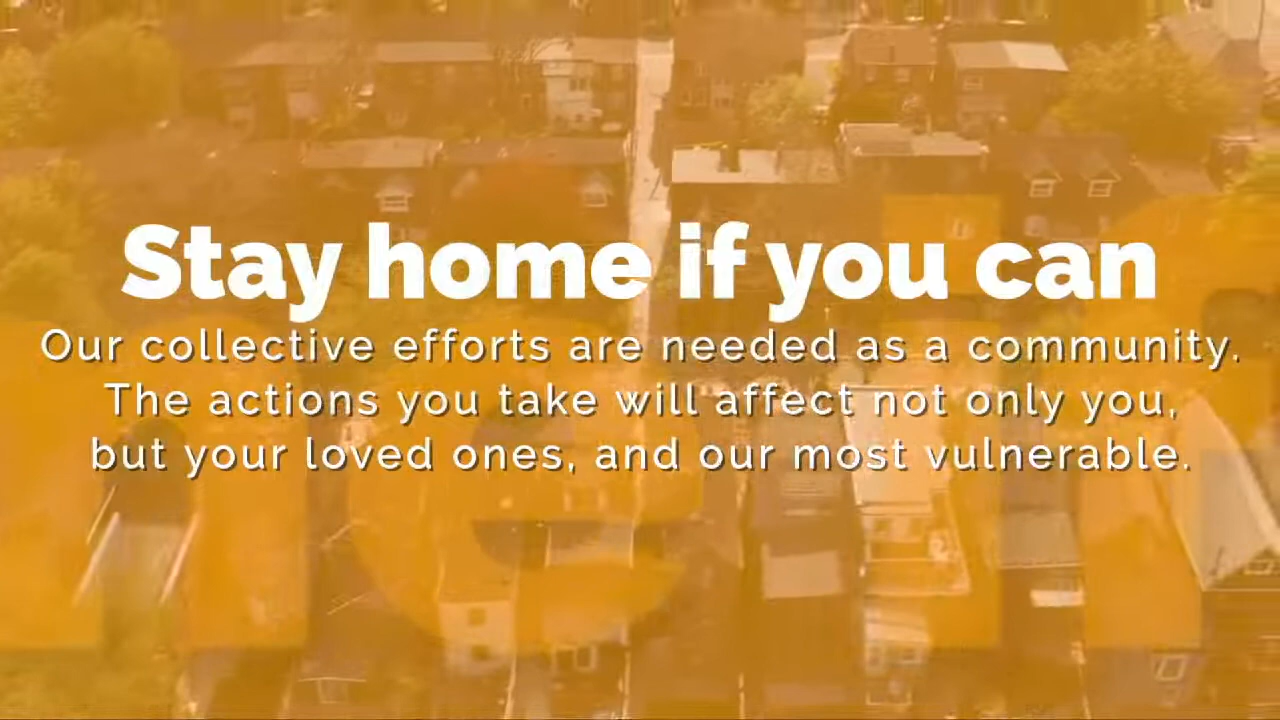 Stay home if you can
Our collective efforts are needed as a community.
The actions you take will affect not only you,
but your loved ones, and our most vulnerable.